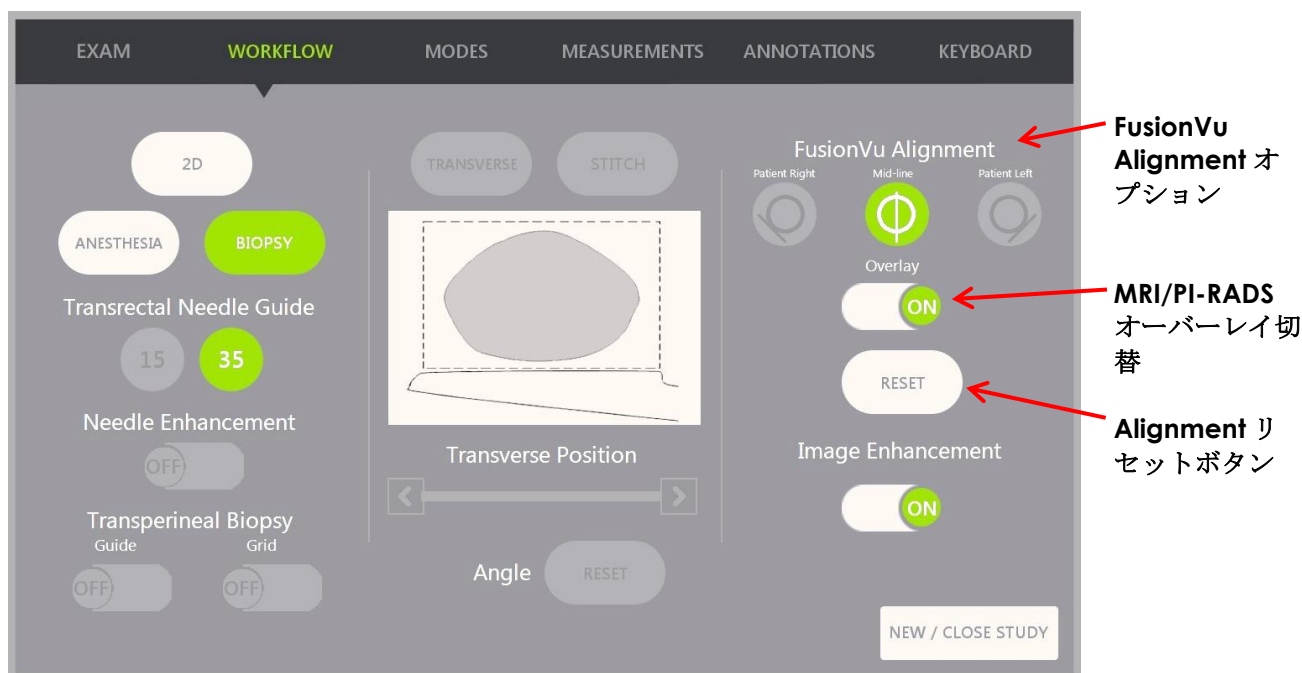 EXAM
WORKFLOW
MODES
MEASUREMENTS
ANNOTATIONS
KEYBOARD
2D
ANESTHESIA
BIOPSY
Transrectal Needle Guide
15
35
Needle Enhancement
OFF
Transperineal Biopsy
Guide
Grid
OFF
OFF
TRANSVERSE
STITCH
Transverse Position
Angle
RESET
FusionVu Alignment
Patient Right
Mid-line
Patient Left
Overlay
ON
RESET
Image Enhancement
ON
NEW / CLOSE STUDY
FusionVu
Alignment オ
プション
MRI/PI-RADS
オーバーレイ切
替
Alignment リ
セットボタン